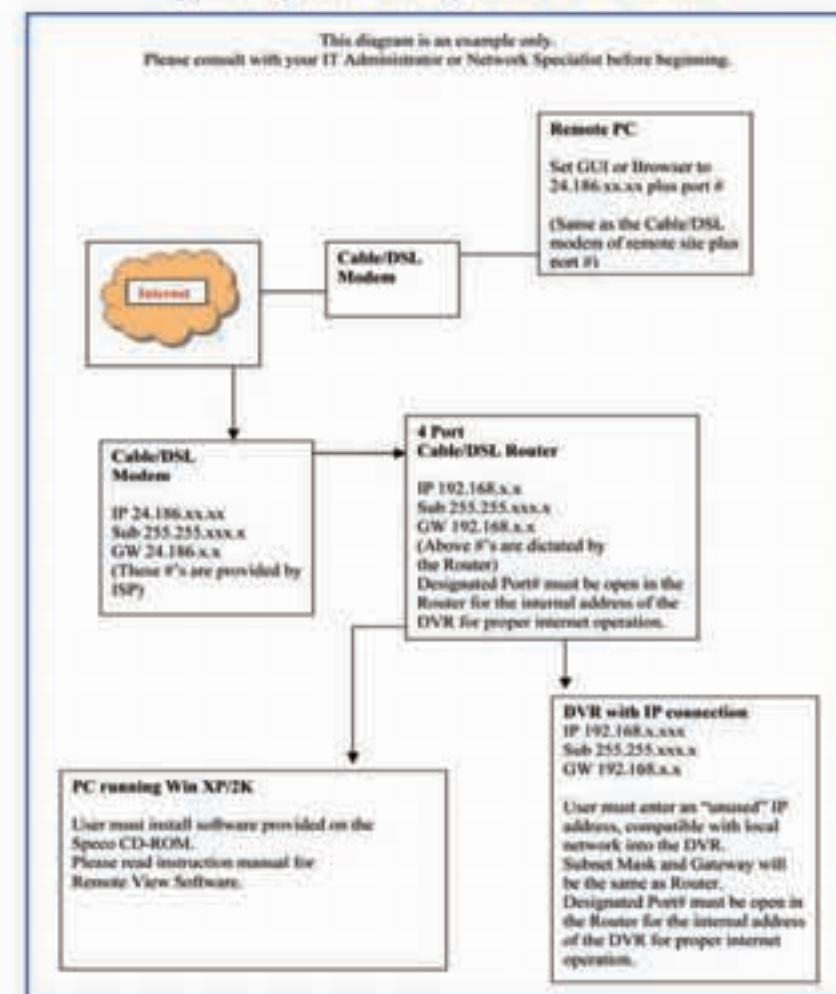 This diagram is an example only.
Please consult with your IT Administrator or Network Specialist before beginning.
Remote PC
Set GUI or Browser to
24.186.xx.xx plus port #
(Same as the Cable/DSL
modem of remote site plus
port #)
Cable/DSL
Modem
Internet
Cable/DSL
Modem
IP 24.186.xx.xx
Sub 255.255.xxx.x
GW 24.186.x.x
(These #'s are provided by
ISP)
4 Port
Cable/DSL Router
IP 192.168.x.x
Sub 255.255.xxx.x
GW 192.168.x.x
(Above #'s are dictated by
the Router)
Designated Port# must be open in the
Router for the internal address of the
DVR for proper internet operation.
PC running Win XP/2K
User must install software provided on the
Speco CD-ROM.
Please read instruction manual for
Remote View Software.
DVR with IP connection
IP 192.168.x.xxx
Sub 255.255.xxx.x
GW 192.168.x.x
User must enter an "unused" IP
address, compatible with local
network into the DVR.
Subnet Mask and Gateway will
be the same as Router.
Designated Port# must be open in
the Router for the internal address
of the DVR for proper internet
operation.